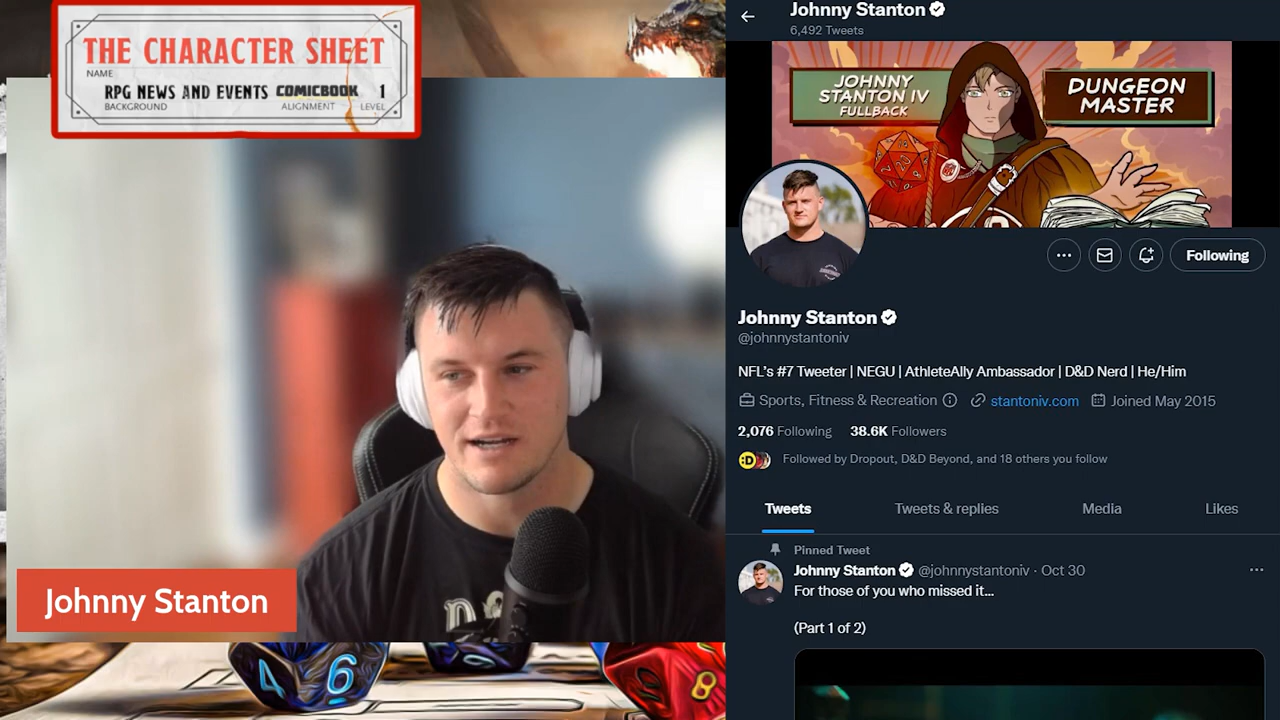 THE CHARACTER SHEET
NAME
RPG NEWS AND EVENTS COMICBOOK 1
BACKGROUND ALIGNMENT LEVEL
Johnny Stanton
4 6
8
Johnny Stanton
6,492 Tweets
JOHNNY
STANTON IV
FULLBACK
DUNGEON
MASTER
20
Following
Johnny Stanton
@johnnystantoniv
NFL's #7 Tweeter | NEGU | AthleteAlly Ambassador | D&D Nerd | He/Him
Sports, Fitness & Recreation stantoniv.com Joined May 2015
2,076 Following 38.6K Followers
:D Followed by Dropout, D&D Beyond, and 18 others you follow
Tweets Tweets & replies Media Likes
Pinned Tweet
Johnny Stanton @johnnystantoniv · Oct 30
For those of you who missed it...
(Part 1 of 2)